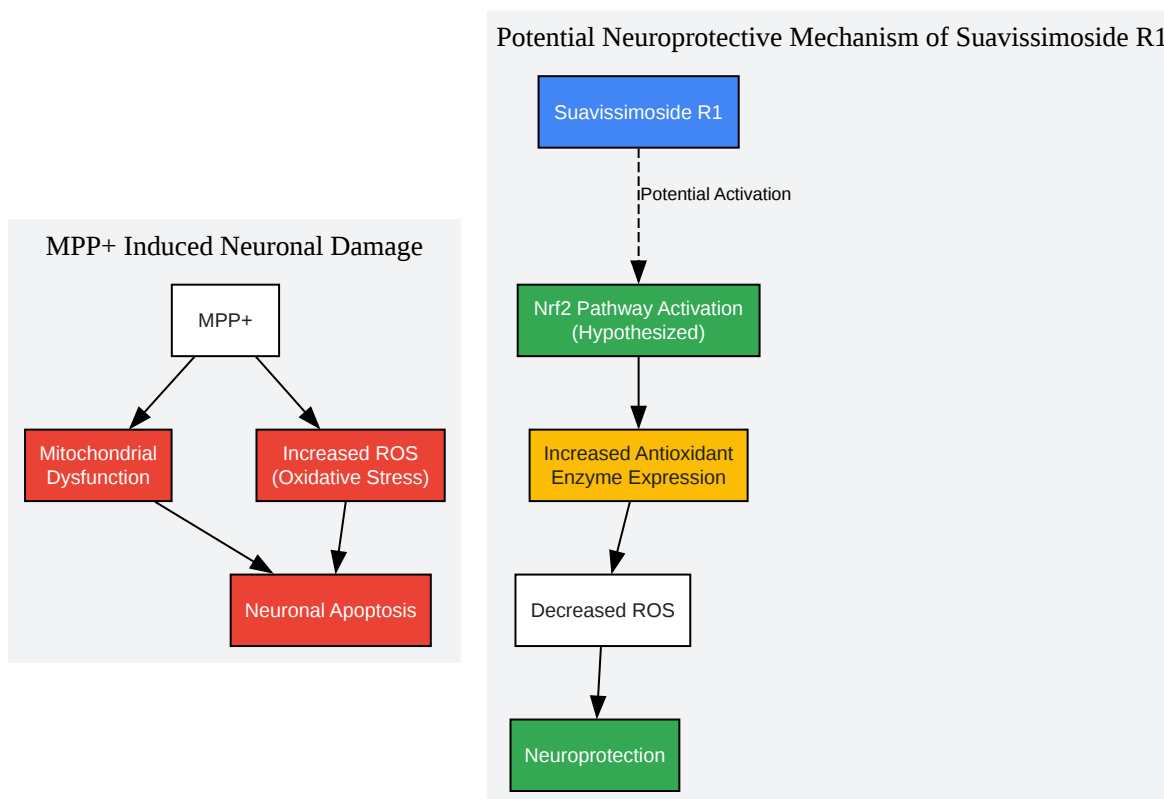 Potential Neuroprotective Mechanism of Suavissimoside R1
Suavissimoside R1
Potential Activation
Nrf2 Pathway Activation
(Hypothesized)
Increased Antioxidant
Enzyme Expression
Decreased ROS
Neuroprotection
MPP+ Induced Neuronal Damage
MPP+
Mitochondrial
Dysfunction
Increased ROS
(Oxidative Stress)
Neuronal Apoptosis